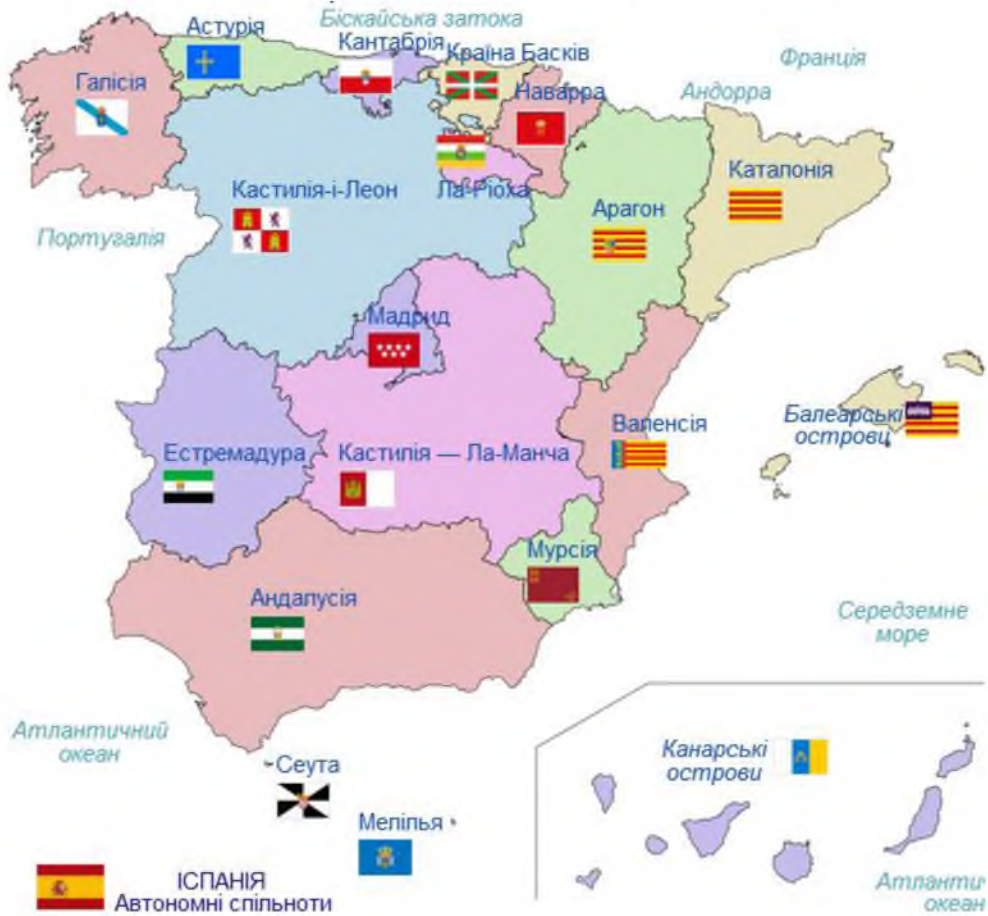 Біскайська затока
Астурія
Кантабрія
Країна Басків
Франція
Галісія
Наварра
Андорра
Каталонія
Кастилія-і-Леон
Ла-Ріоха
Арагон
Португалія
Мадрид
Балеарські
острови
Валенсія
Естремадура
Кастилія — Ла-Манча
Мурсія
Андалусія
Середземне
море
Атлантичний
океан
Сеута
Канарські
острови
Мелілья
ІСПАНІЯ
Автономні спільноти
Атланти
океан